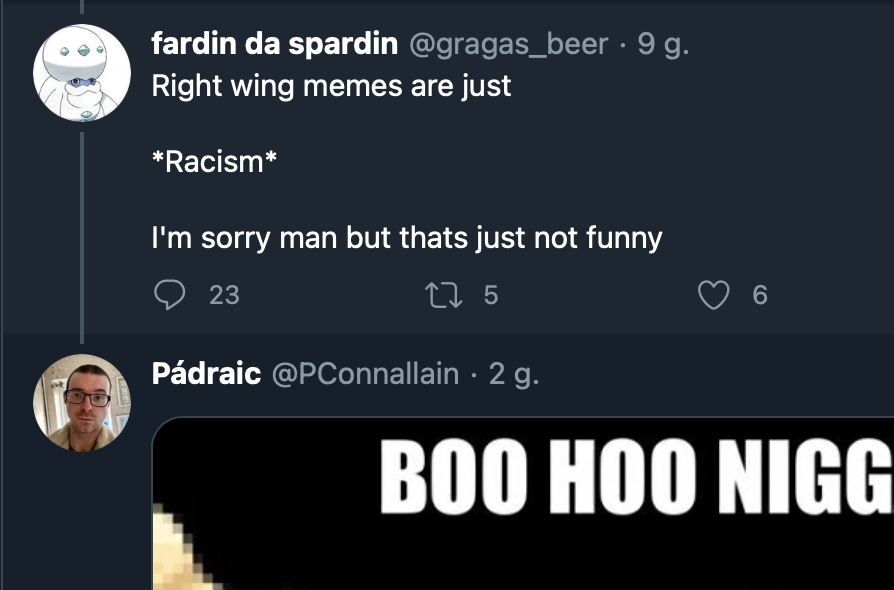 fardin da spardin @gragas_beer · 9 g.
Right wing memes are just
*Racism*
I'm sorry man but thats just not funny
23 5 6
Pádraic @PConnallain · 2 g.
BOO HOO NIGG